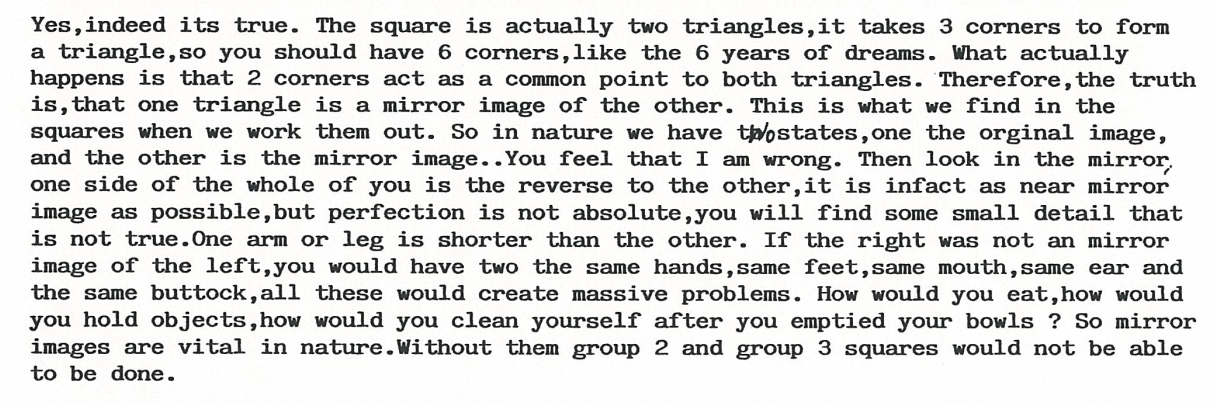 Yes,indeed its true. The square is actually two triangles,it takes 3 corners to form
a triangle,so you should have 6 corners,like the 6 years of dreams. What actually
happens is that 2 corners act as a common point to both triangles. Therefore,the truth
is,that one triangle is a mirror image of the other. This is what we find in the
squares when we work them out. So in nature we have two states,one the orginal image,
and the other is the mirror image..You feel that I am wrong. Then look in the mirror,
one side of the whole of you is the reverse to the other,it is infact as near mirror
image as possible,but perfection is not absolute,you will find some small detail that
is not true.One arm or leg is shorter than the other. If the right was not an mirror
image of the left,you would have two the same hands,same feet,same mouth,same ear and
the same buttock,all these would create massive problems. How would you eat,how would
you hold objects,how would you clean yourself after you emptied your bowls ? So mirror
images are vital in nature.Without them group 2 and group 3 squares would not be able
to be done.